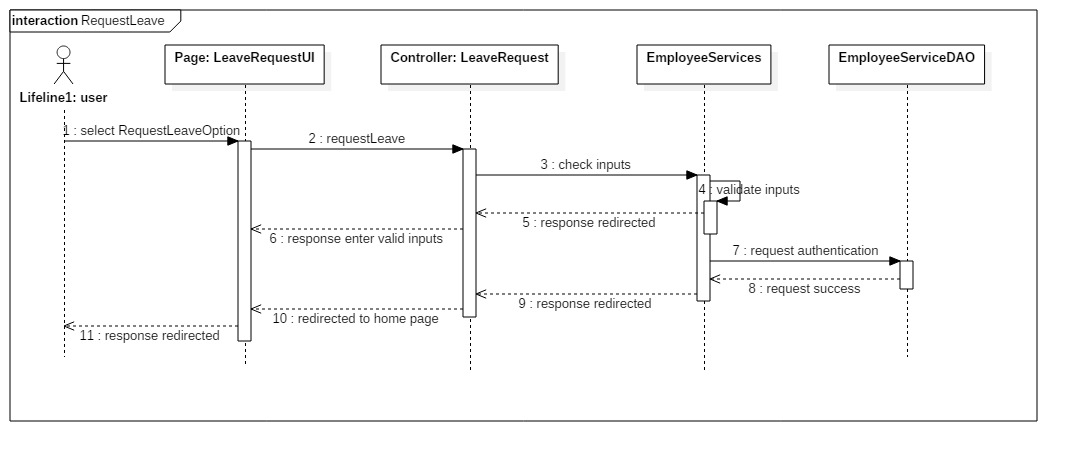 interaction RequestLeave
Page: LeaveRequestUI
Controller: LeaveRequest
EmployeeServices
EmployeeServiceDAO
Lifeline1: user
1 : select RequestLeaveOption
2 : requestLeave
3 : check inputs
4 : validate inputs
5 : response redirected
6 : response enter valid inputs
7 : request authentication
8 : request success
9 : response redirected
10 : redirected to home page
11 : response redirected